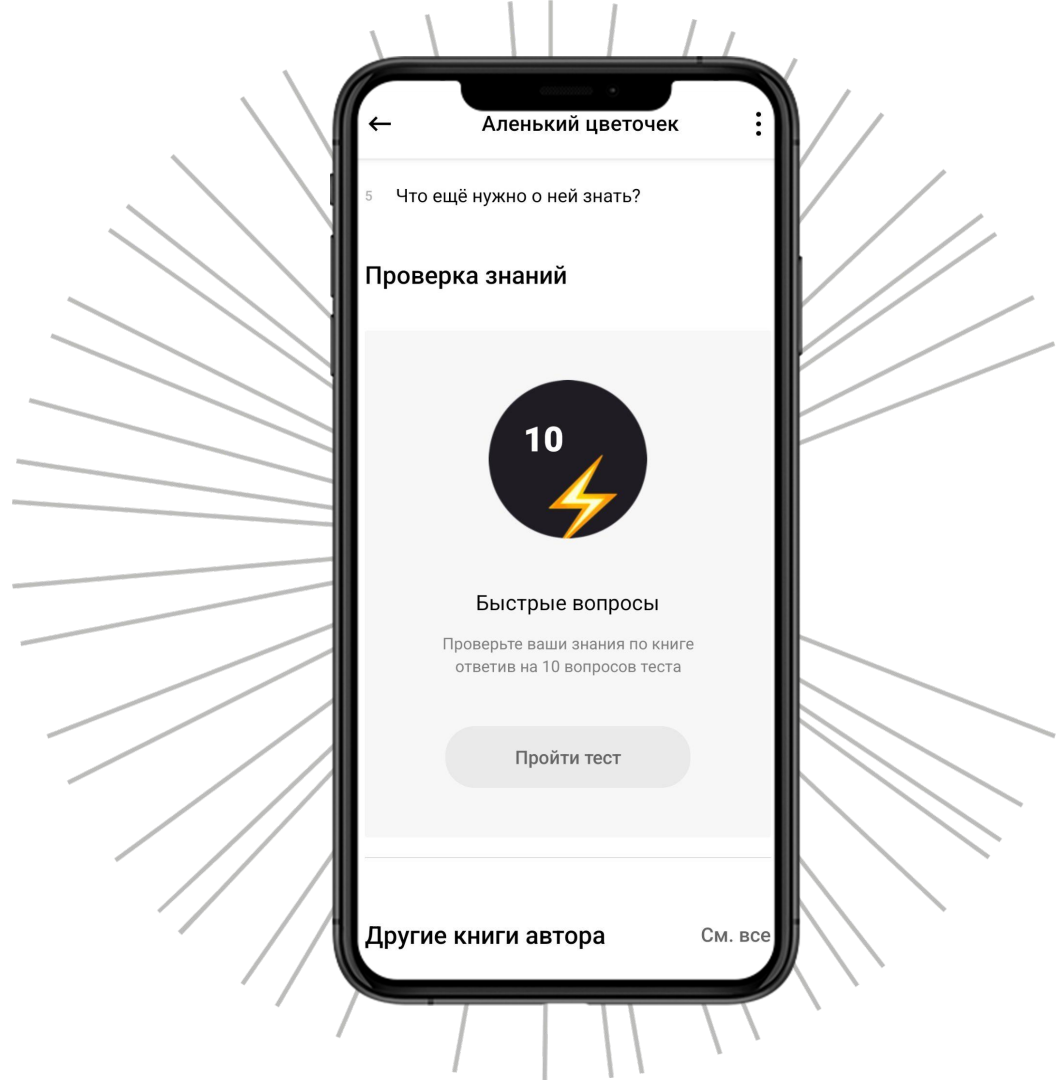 Аленький цветочек
5 Что ещё нужно о ней знать?
Проверка знаний
10
Быстрые вопросы
Проверьте ваши знания по книге
ответив на 10 вопросов теста
Пройти тест
Другие книги автора См. все